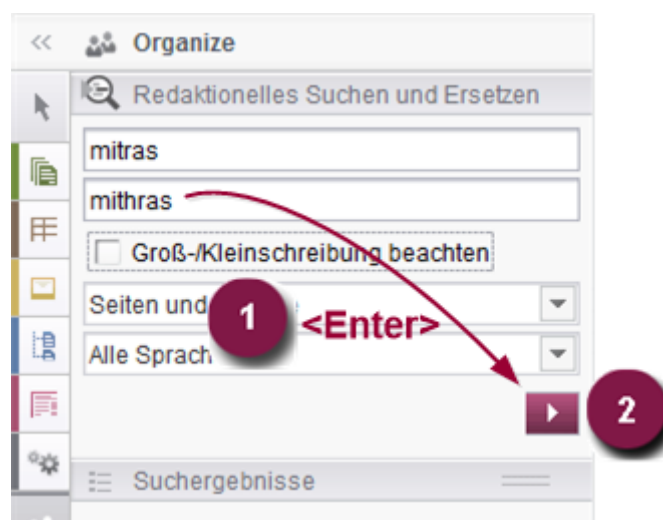 << Organize
Redaktionelles Suchen und Ersetzen
mitras
mithras
Groß-/Kleinschreibung beachten
Seiten und
1 <Enter>
Alle Sprach
2
Suchergebnisse